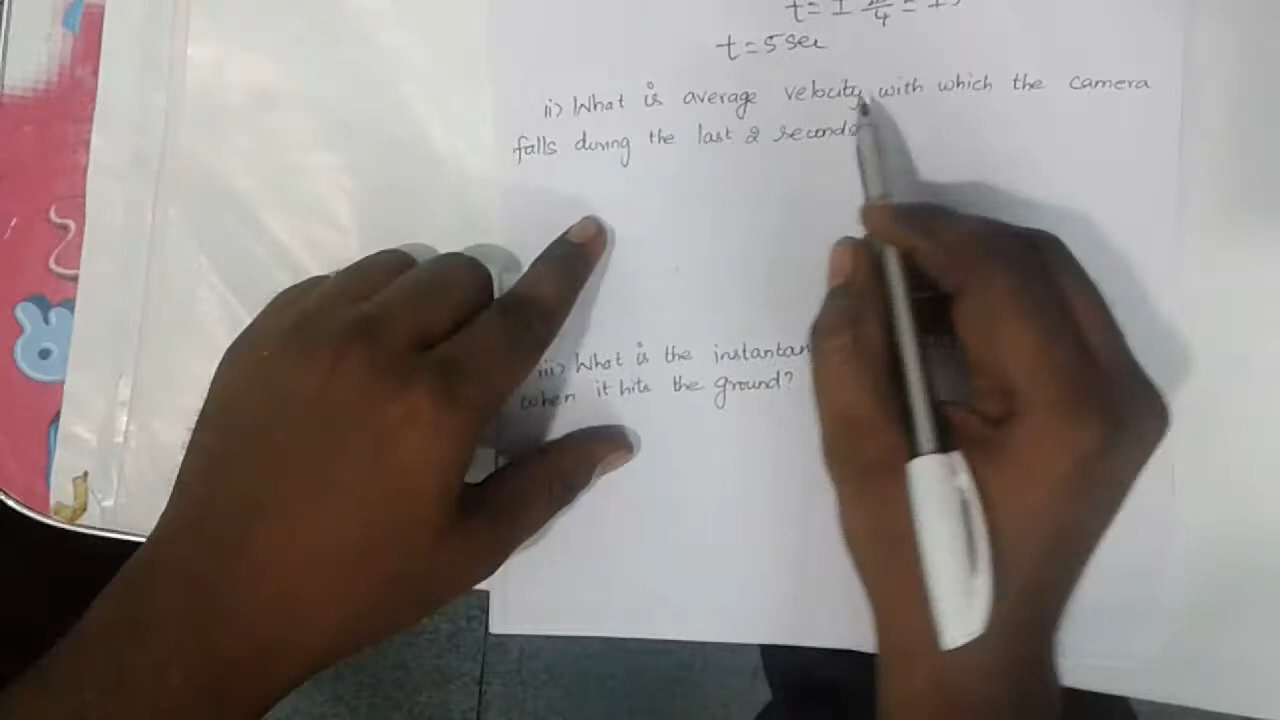 t = ± 
t = 5 sec
ii) What is average velocity with which the camera
falls during the last 2 seconds
iii) What is the
when it hits the ground?